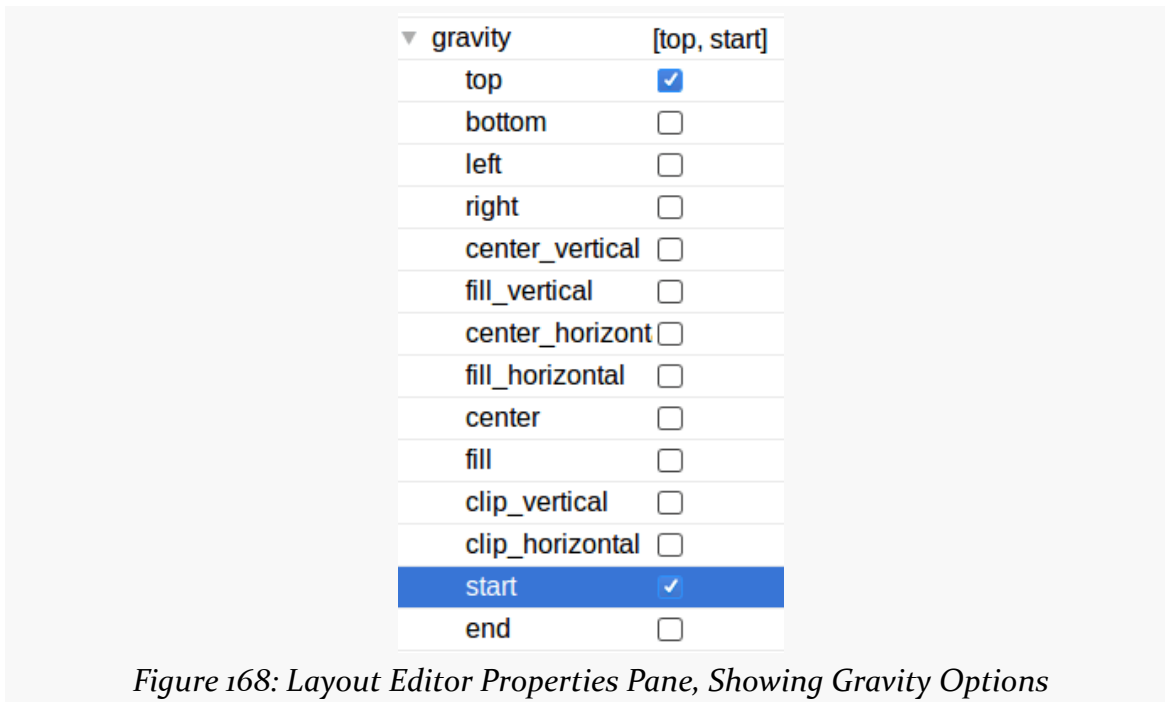 gravity [top, start]
top
bottom
left
right
center_vertical
fill_vertical
center_horizont
fill_horizontal
center
fill
clip_vertical
clip_horizontal
start
end
Figure 168: Layout Editor Properties Pane, Showing Gravity Options